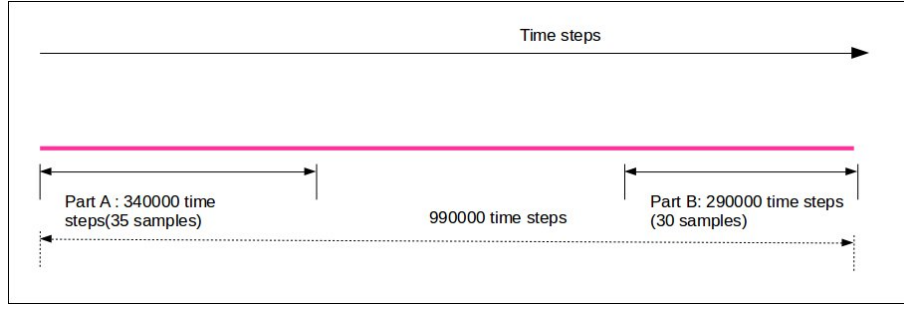 Time steps
Part A : 340000 time
steps(35 samples)
990000 time steps
Part B: 290000 time steps
(30 samples)